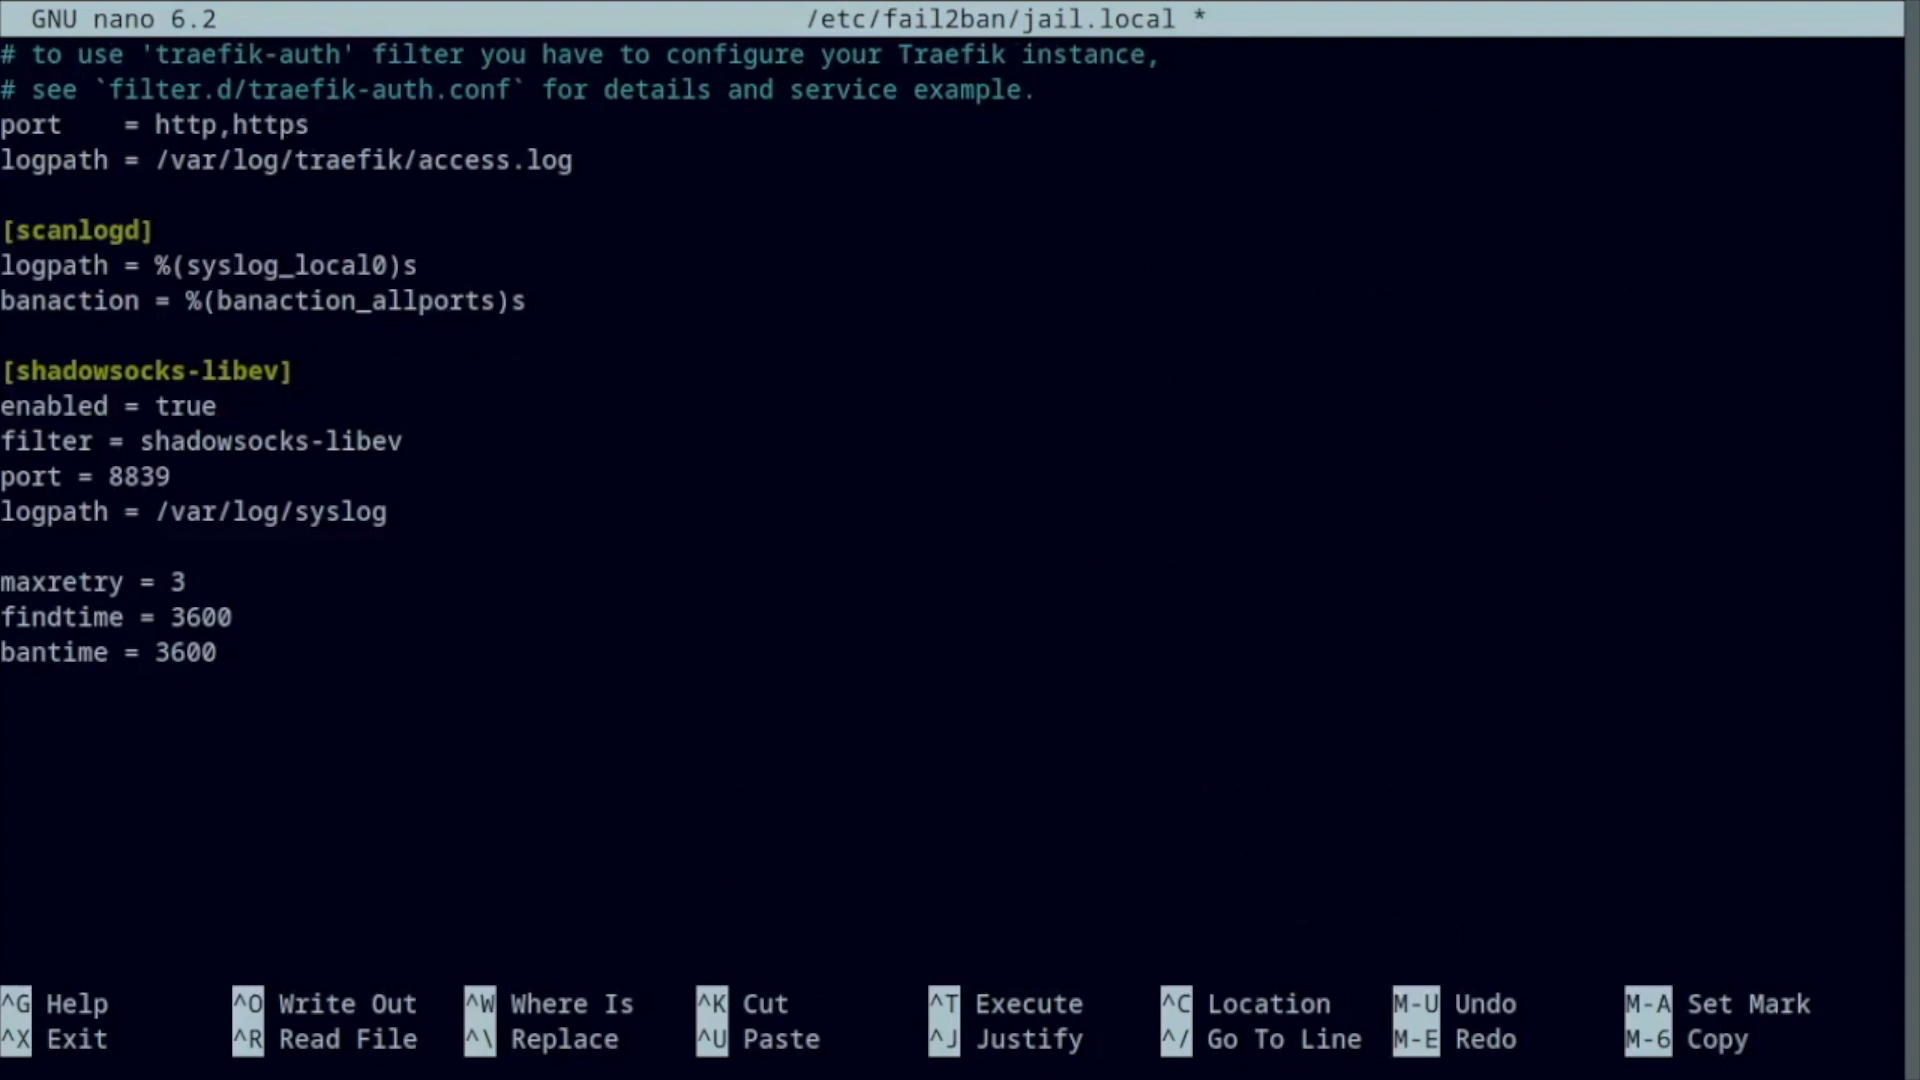 GNU nano 6.2 /etc/fail2ban/jail.local *
# to use 'traefik-auth' filter you have to configure your Traefik instance,
# see `filter.d/traefik-auth.conf` for details and service example.
port    = http,https
logpath = /var/log/traefik/access.log

[scanlogd]
logpath = %(syslog_local0)s
banaction = %(banaction_allports)s

[shadowsocks-libev]
enabled = true
filter = shadowsocks-libev
port = 8839
logpath = /var/log/syslog

maxretry = 3
findtime = 3600
bantime = 3600

^G Help ^O Write Out ^W Where Is ^K Cut ^T Execute ^C Location M-U Undo M-A Set Mark
^X Exit ^R Read File ^\ Replace ^U Paste ^J Justify ^/ Go To Line M-E Redo M-6 Copy